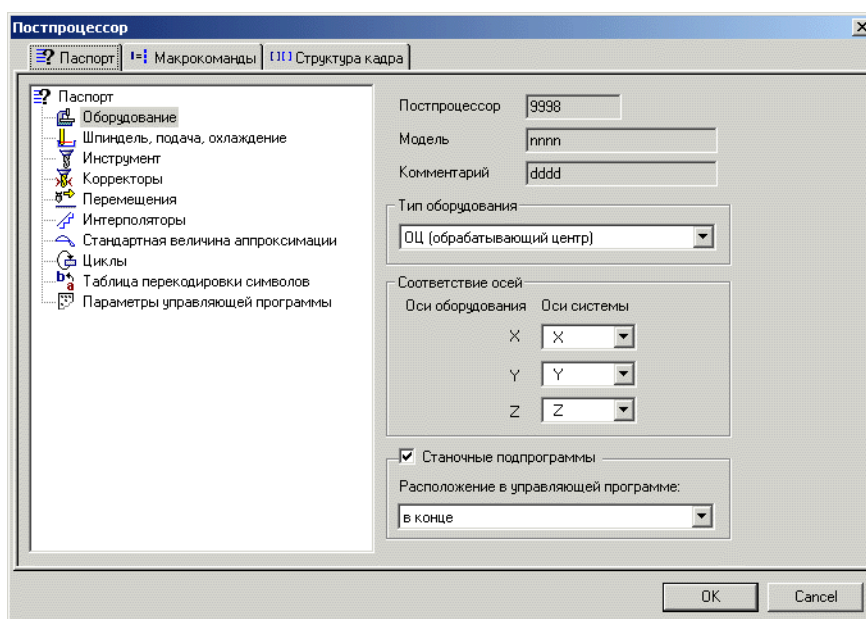 Постпроцессор
Паспорт Макрокоманды Структура кадра
Паспорт
Оборудование
Шпиндель, подача, охлаждение
Инструмент
Корректоры
Перемещения
Интерполяторы
Стандартная величина аппроксимации
Циклы
Таблица перекодировки символов
Параметры управляющей программы
Постпроцессор 9998
Модель nnnn
Комментарий dddd
Тип оборудования
ОЦ (обрабатывающий центр)
Соответствие осей
Оси оборудования Оси системы
X X
Y Y
Z Z
Станочные подпрограммы
Расположение в управляющей программе:
в конце
OK Cancel